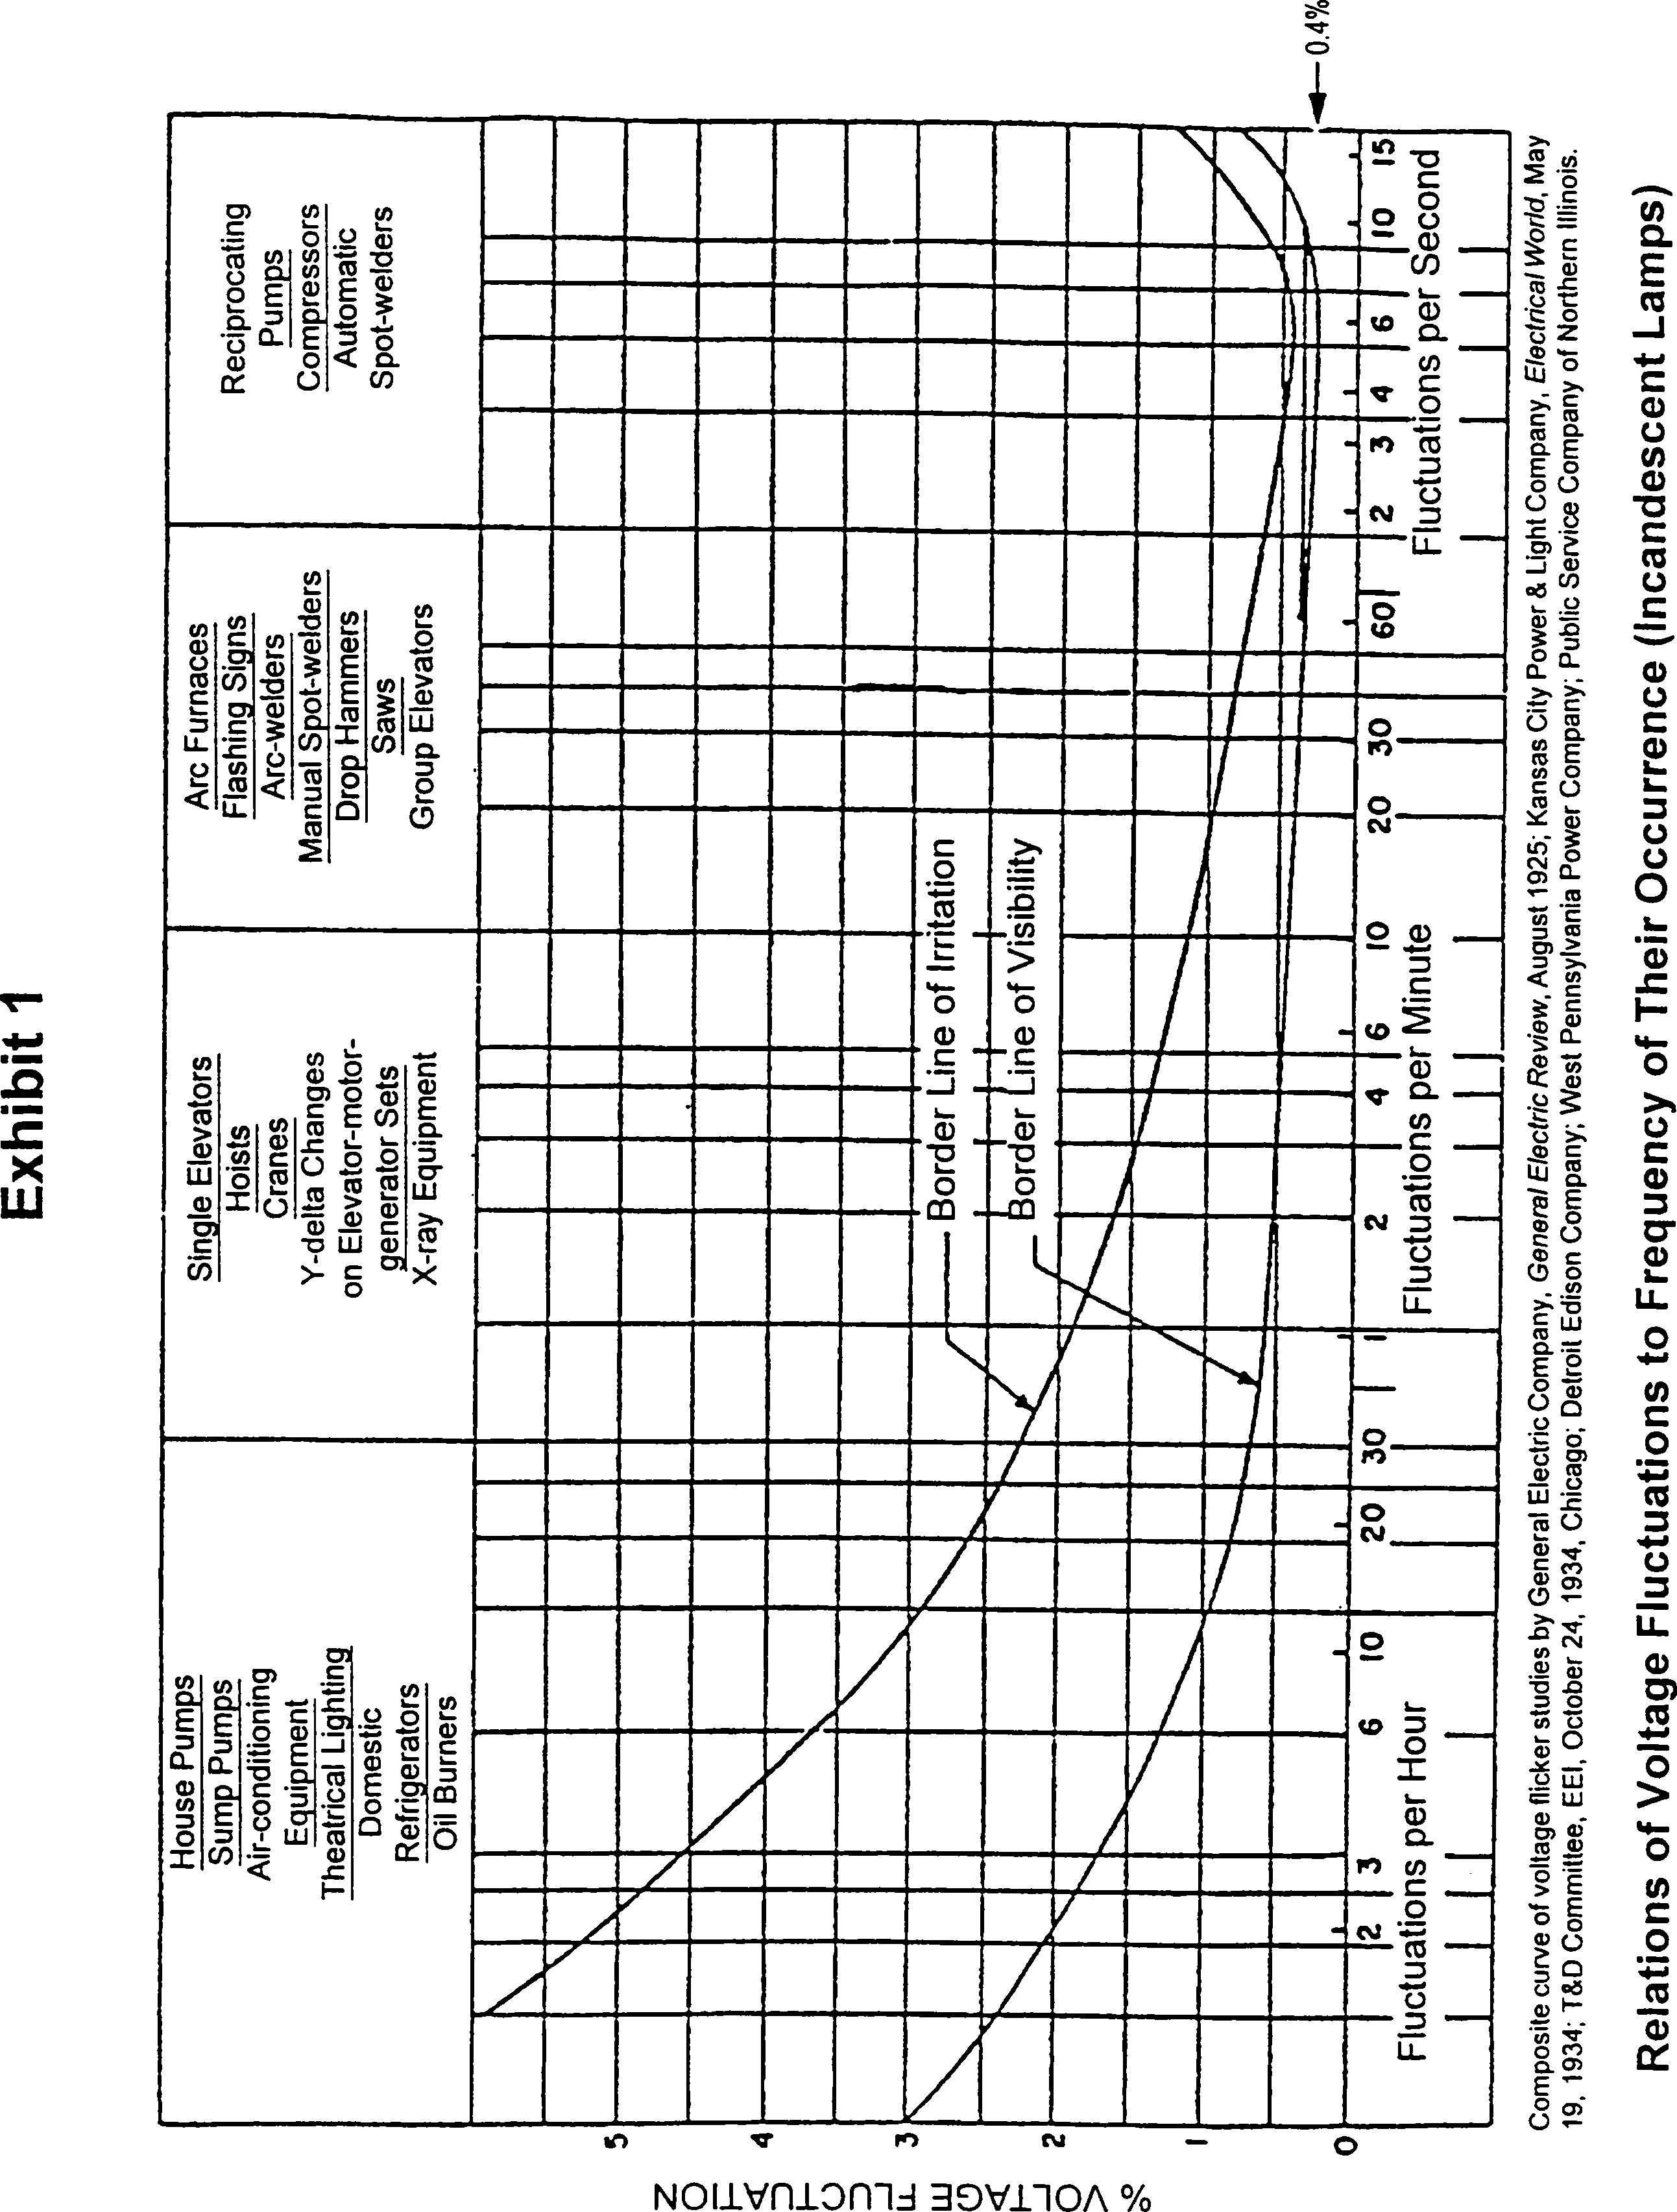 Exhibit 1
House Pumps
Sump Pumps
Air-conditioning
Equipment
Theatrical Lighting
Domestic
Refrigerators
Oil Burners
Single Elevators
Hoists
Cranes
Y-delta Changes
on Elevator-motor-
generator Sets
X-ray Equipment
Arc Furnaces
Flashing Signs
Arc-welders
Manual Spot-welders
Drop Hammers
Saws
Group Elevators
Reciprocating
Pumps
Compressors
Automatic
Spot-welders
% VOLTAGE FLUCTUATION
5
4
3
2
1
0
Border Line of Irritation
Border Line of Visibility
0.4%
2 3 6 10 20 30 1 2 4 6 10 20 30 60 2 3 4 6 10 15
Fluctuations per Hour
Fluctuations per Minute
Fluctuations per Second
Composite curve of voltage flicker studies by General Electric Company, General Electric Review, August 1925; Kansas City Power & Light Company, Electrical World, May
19, 1934; T&D Committee, EEI, October 24, 1934, Chicago; Detroit Edison Company; West Pennsylvania Power Company; Public Service Company of Northern Illinois.
Relations of Voltage Fluctuations to Frequency of Their Occurrence (Incandescent Lamps)